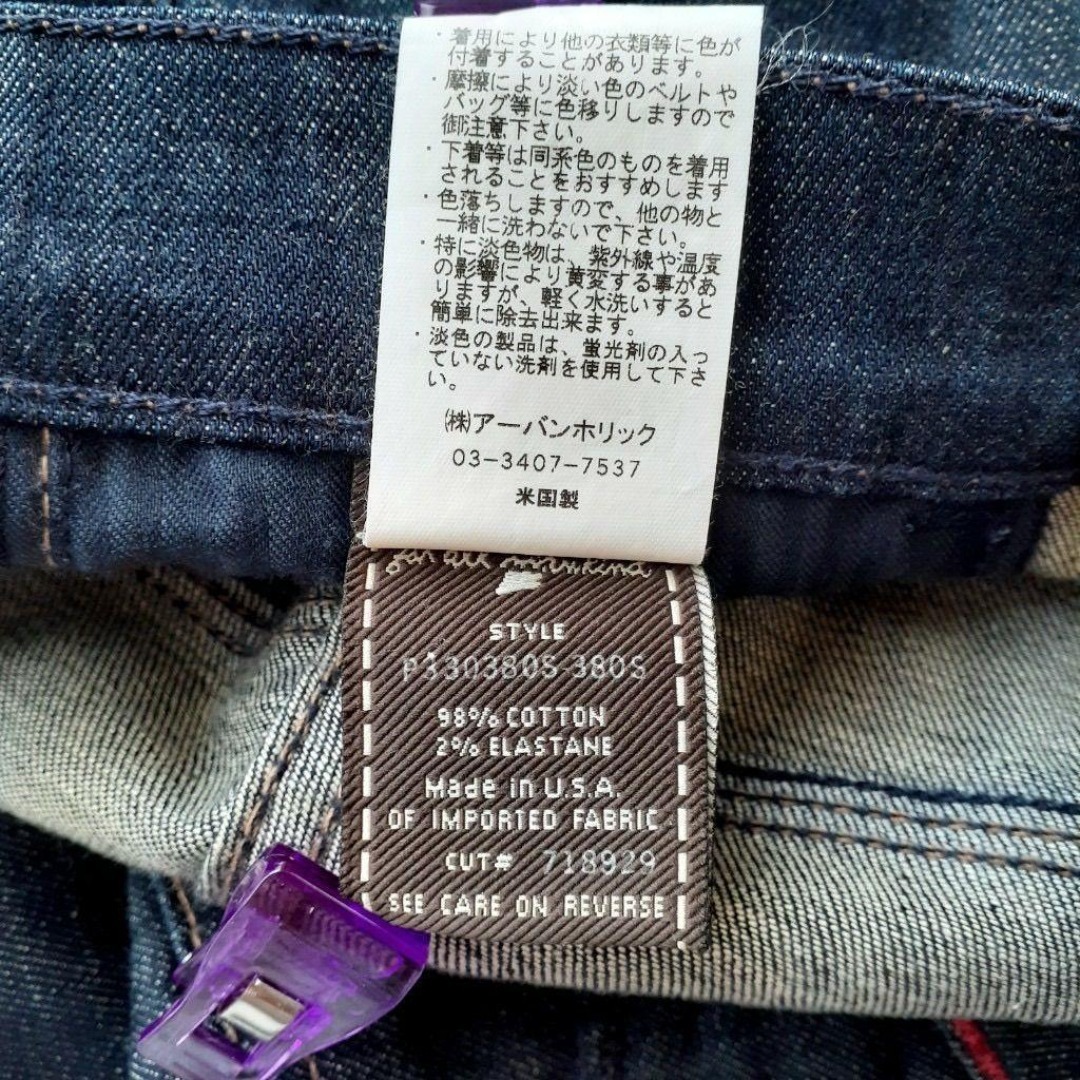 ・着用により他の衣類等に色が
付着することがあります。
・摩擦により淡い色のベルトや
バッグ等に色移りしますので
御注意下さい。
・下着等は同系色のものを着用
されることをおすすめします
・色落ちしますので、他の物と
一緒に洗わないで下さい。
・特に淡色物は、紫外線や温度
の影響により黄変する事があ
りますが、軽く水洗いすると
簡単に除去出来ます。
・淡色の製品は、蛍光剤の入っ
ていない洗剤を使用して下さ
い。
㈱アーバンホリック
03-3407-7537
米国製
for all mankind
STYLE
P330380S-380S
98% COTTON
2% ELASTANE
Made in U.S.A.
OF IMPORTED FABRIC
CUT# 718929
SEE CARE ON REVERSE